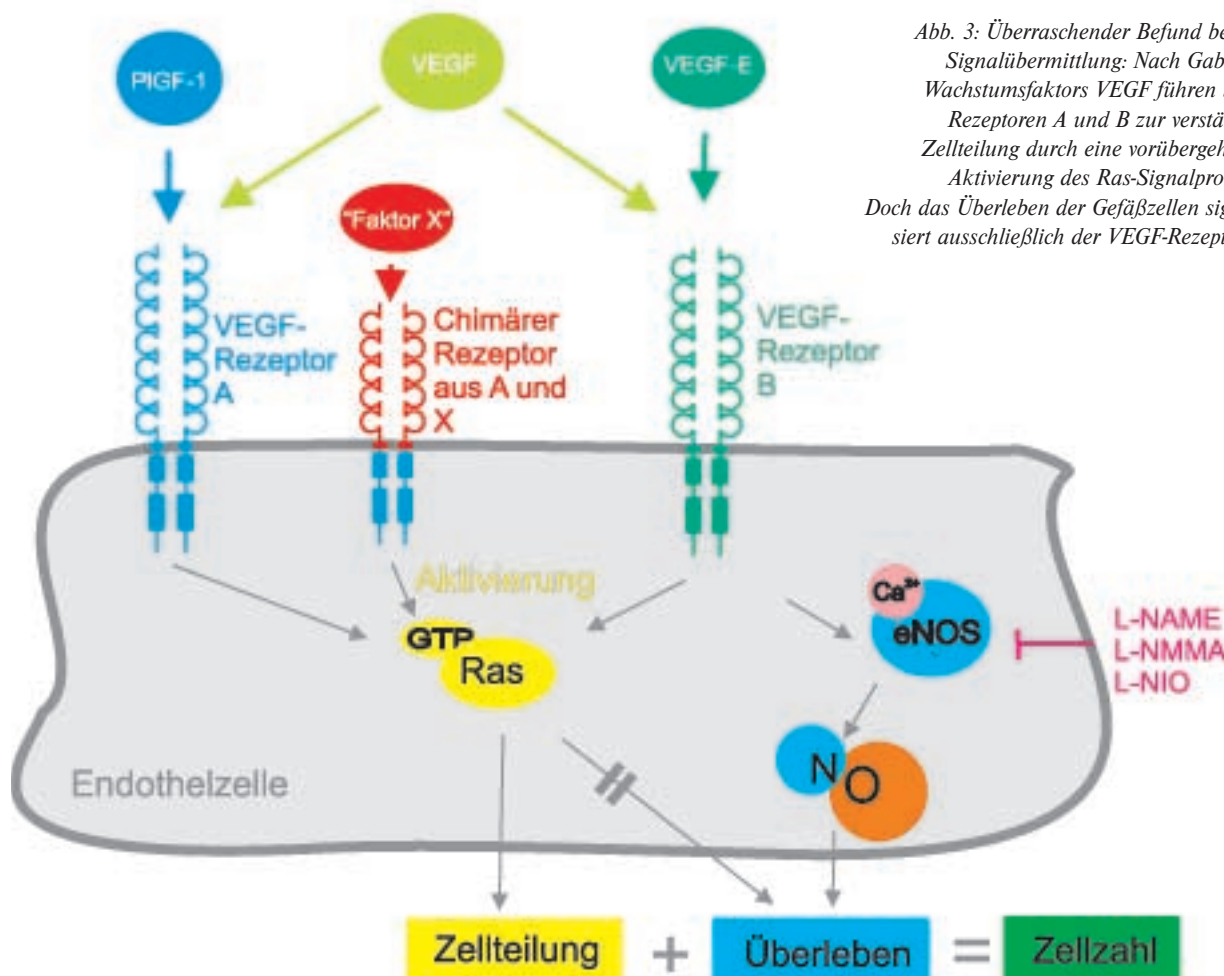 Abb. 3: Überraschender Befund be
Signalübermittlung: Nach Gab
Wachstumsfaktors VEGF führen
Rezeptoren A und B zur verstä
Zellteilung durch eine vorübergeh
Aktivierung des Ras-Signalpro
Doch das Überleben der Gefäßzellen sig
siert ausschließlich der VEGF-Rezept
PlGF-1
VEGF
VEGF-E
"Faktor X"
VEGF-
Rezeptor
A
Chimärer
Rezeptor
aus A und
X
VEGF-
Rezeptor
B
Aktivierung
GTP
Ras
Ca²⁺
eNOS
L-NAME
L-NMMA
L-NIO
N
O
Endothelzelle
Zellteilung + Überleben = Zellzahl